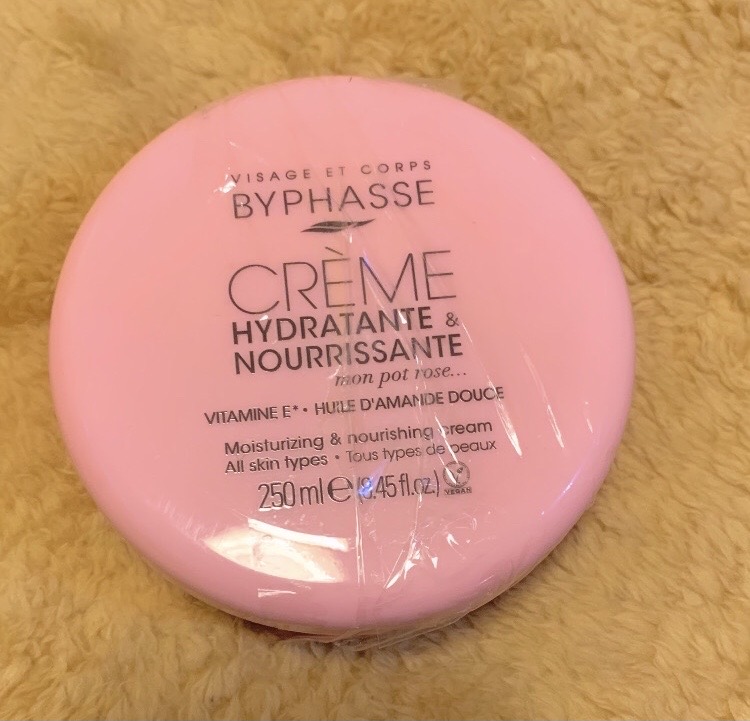 VISAGE ET CORPS
BYPHASSE
CRÈME
HYDRATANTE &
NOURRISSANTE
mon pot rose...
VITAMINE E* • HUILE D'AMANDE DOUCE
Moisturizing & nourishing cream
All skin types • Tous types de peaux
250 ml e (8.45 fl.oz.)
VEGAN